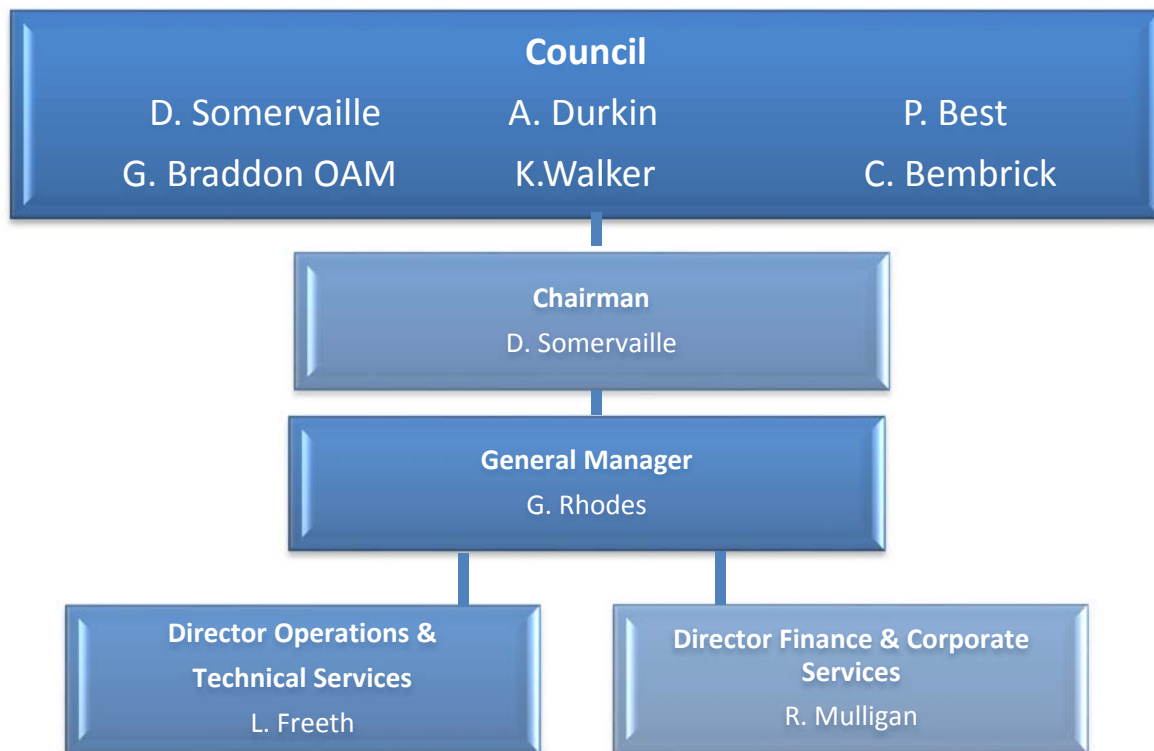 Council
D. Somervaille A. Durkin P. Best
G. Braddon OAM K.Walker C. Bembrick
Chairman
D. Somervaille
General Manager
G. Rhodes
Director Operations &
Technical Services
L. Freeth
Director Finance & Corporate
Services
R. Mulligan